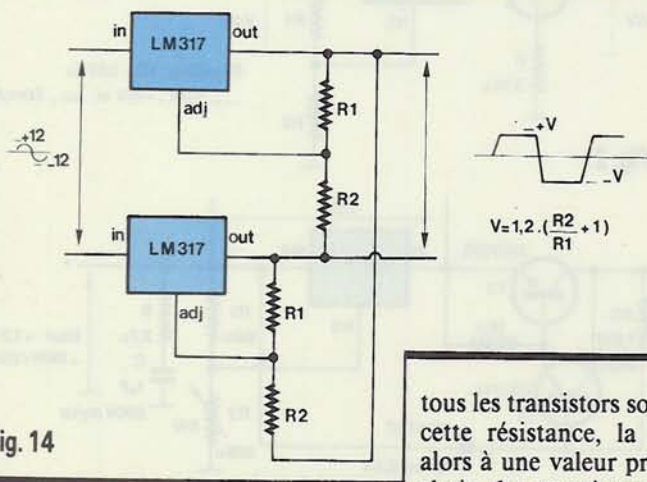 in
LM317
out
adj
R1
R2
+12
-12
in
LM317
out
adj
R1
R2
+V
-V
V=1,2.(R2/R1+1)
ig. 14
tous les transistors so
cette résistance, la
alors à une valeur pr